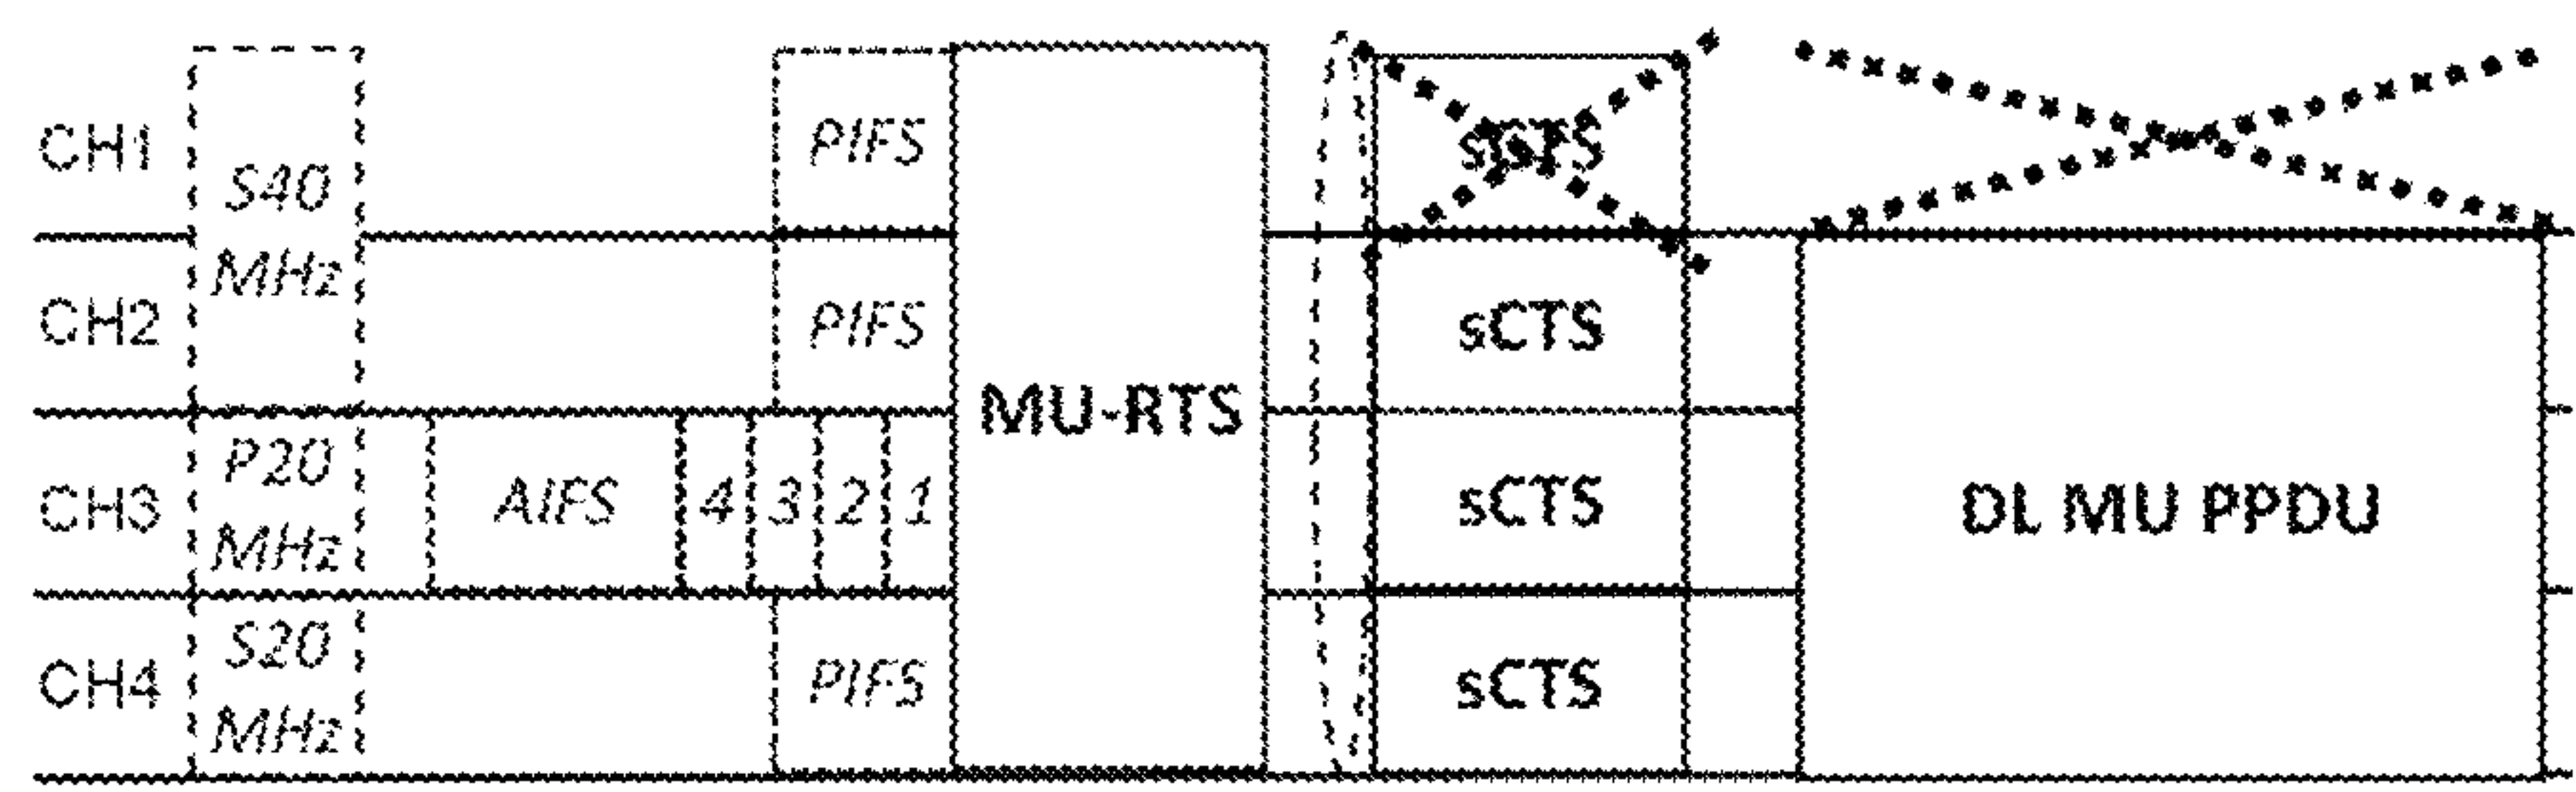 CH1
S40
MHz
PIFS
sCTS
CH2
PIFS
MU-RTS
sCTS
CH3
P20
MHz
AIFS 4 3 2 1
sCTS
DL MU PPDU
CH4
S20
MHz
PIFS
sCTS